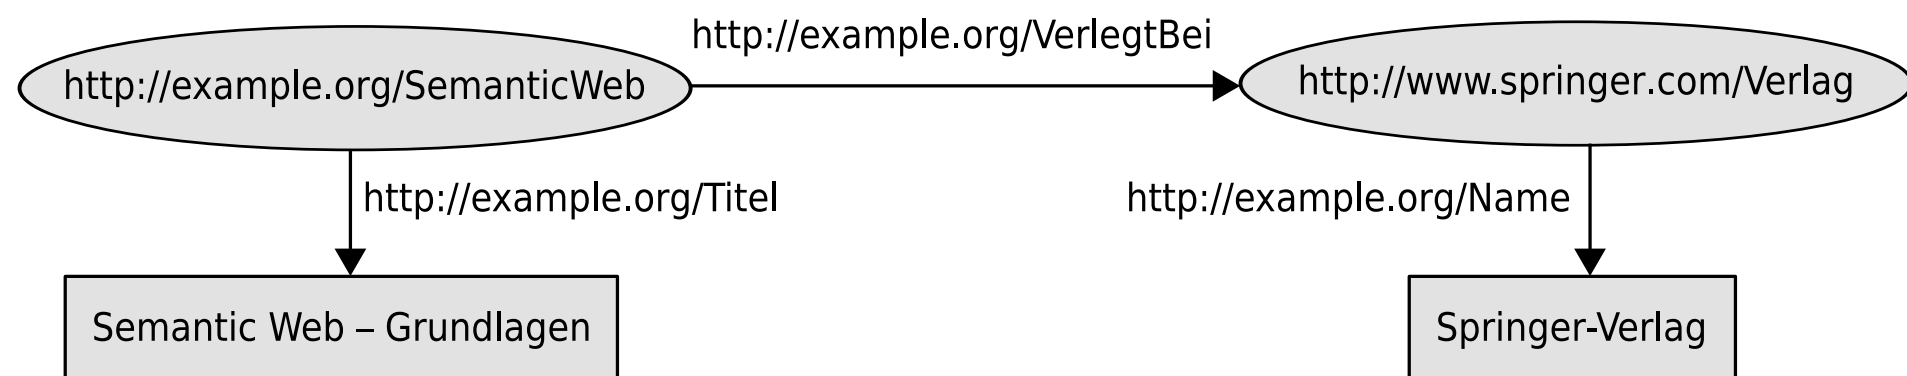 http://example.org/VerlegtBei
http://example.org/SemanticWeb
http://www.springer.com/Verlag
http://example.org/Titel
http://example.org/Name
Semantic Web – Grundlagen
Springer-Verlag